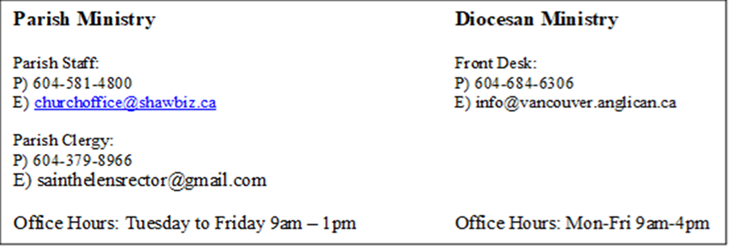 Parish Ministry
Parish Staff:
P) 604-581-4800
E) churchoffice@shawbiz.ca
Parish Clergy:
P) 604-379-8966
E) sainthelensrector@gmail.com
Office Hours: Tuesday to Friday 9am – 1pm
Diocesan Ministry
Front Desk:
P) 604-684-6306
E) info@vancouver.anglican.ca
Office Hours: Mon-Fri 9am-4pm